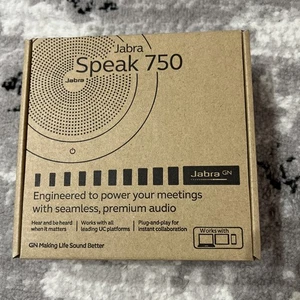 Jabra
Speak 750
Jabra
Jabra GN
Engineered to power your meetings
with seamless, premium audio
Hear and be heard
when it matters
Works with all
leading UC platforms
Plug-and-play for
instant collaboration
GN Making Life Sound Better
Works with